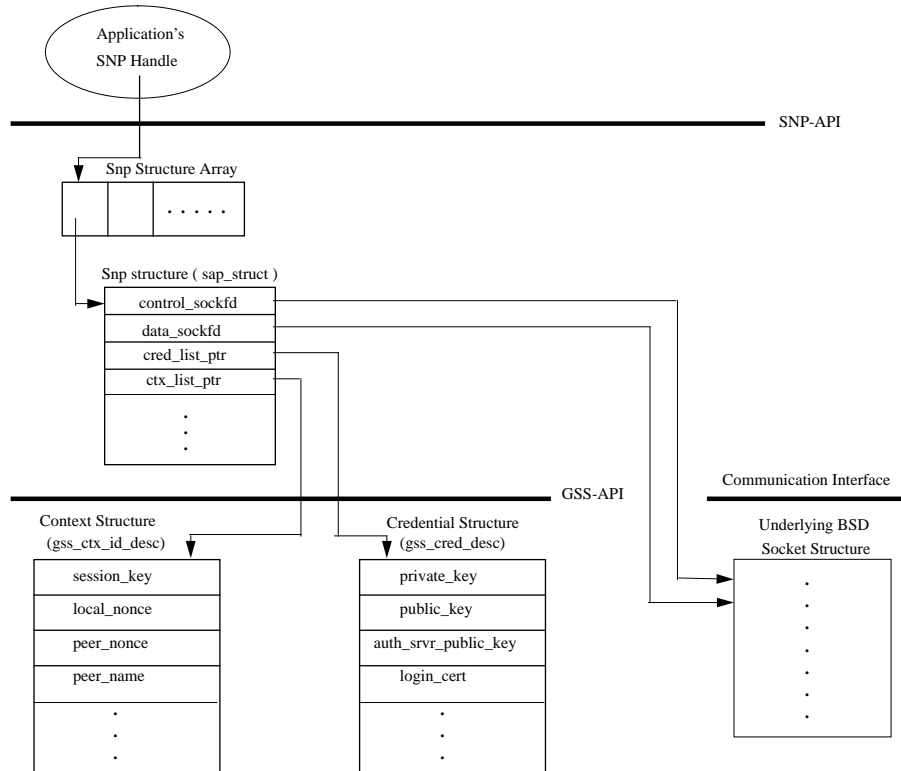 Application's
SNP Handle
SNP-API
Snp Structure Array
. . . . .
Snp structure ( sap_struct )
control_sockfd
data_sockfd
cred_list_ptr
ctx_list_ptr
.
.
.
GSS-API
Communication Interface
Context Structure
(gss_ctx_id_desc)
session_key
local_nonce
peer_nonce
peer_name
.
.
.
Credential Structure
(gss_cred_desc)
private_key
public_key
auth_srvr_public_key
login_cert
.
.
.
Underlying BSD
Socket Structure
.
.
.
.
.
.
.